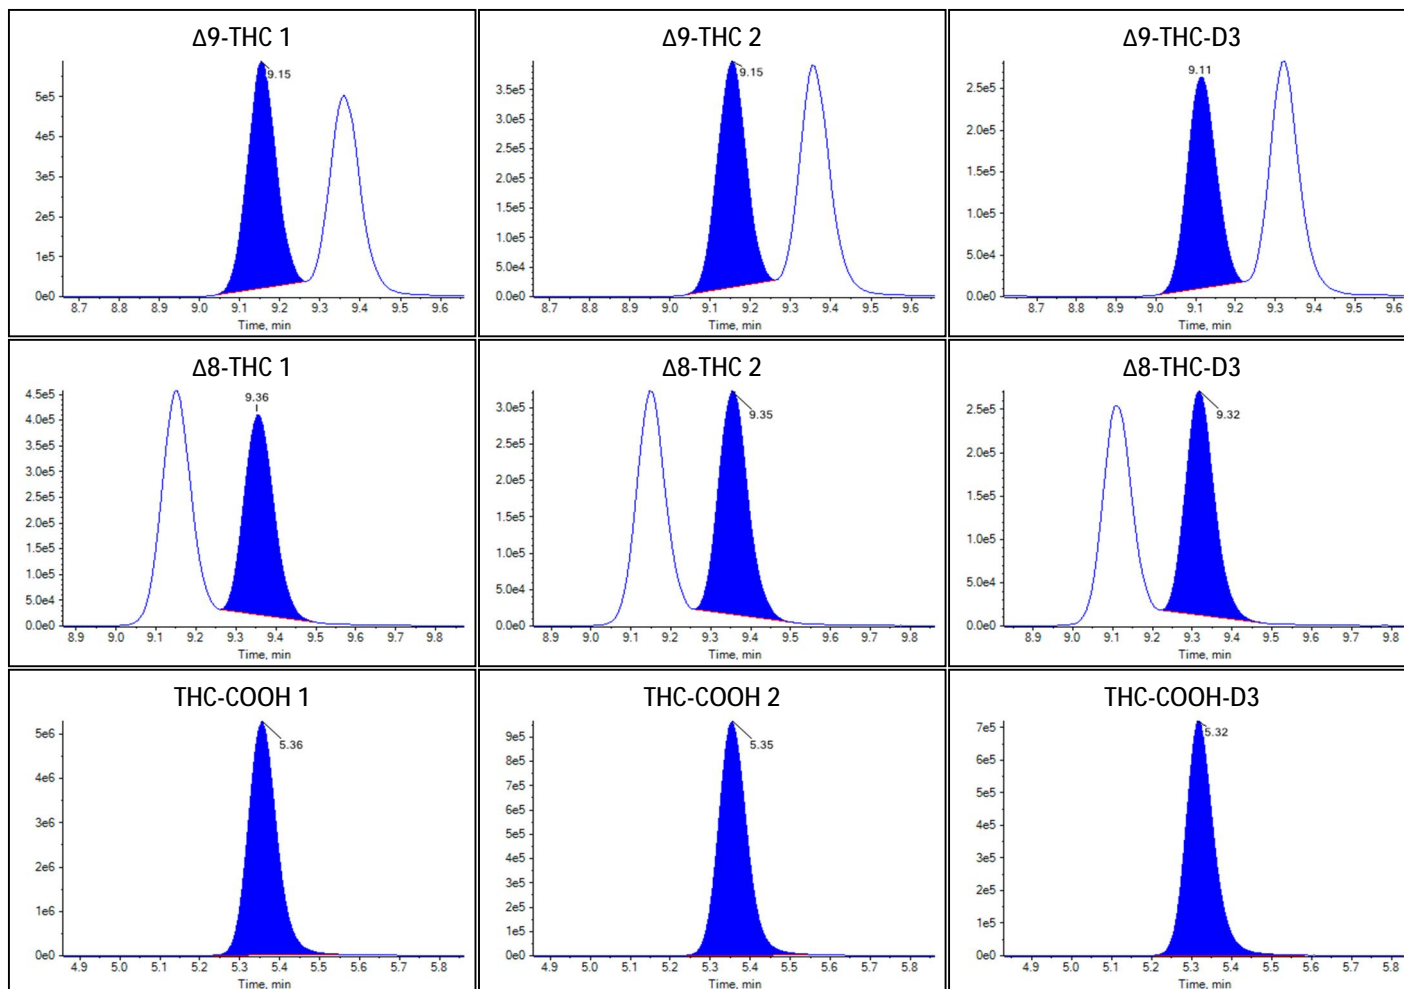 Δ9-THC 1
9.15
5e5
4e5
3e5
2e5
1e5
0e0
8.7 8.8 8.9 9.0 9.1 9.2 9.3 9.4 9.5 9.6
Time, min
Δ9-THC 2
9.15
3.5e5
3.0e5
2.5e5
2.0e5
1.5e5
1.0e5
5.0e4
0.0e0
8.7 8.8 8.9 9.0 9.1 9.2 9.3 9.4 9.5 9.6
Time, min
Δ9-THC-D3
9.11
2.5e5
2.0e5
1.5e5
1.0e5
5.0e4
0.0e0
8.7 8.8 8.9 9.0 9.1 9.2 9.3 9.4 9.5 9.6
Time, min
Δ8-THC 1
9.36
4.5e5
4.0e5
3.5e5
3.0e5
2.5e5
2.0e5
1.5e5
1.0e5
5.0e4
0.0e0
8.9 9.0 9.1 9.2 9.3 9.4 9.5 9.6 9.7 9.8
Time, min
Δ8-THC 2
9.35
3.0e5
2.5e5
2.0e5
1.5e5
1.0e5
5.0e4
0.0e0
8.9 9.0 9.1 9.2 9.3 9.4 9.5 9.6 9.7 9.8
Time, min
Δ8-THC-D3
9.32
2.5e5
2.0e5
1.5e5
1.0e5
5.0e4
0.0e0
8.9 9.0 9.1 9.2 9.3 9.4 9.5 9.6 9.7 9.8
Time, min
THC-COOH 1
5.36
5e6
4e6
3e6
2e6
1e6
0e0
4.9 5.0 5.1 5.2 5.3 5.4 5.5 5.6 5.7 5.8
Time, min
THC-COOH 2
5.35
9e5
8e5
7e5
6e5
5e5
4e5
3e5
2e5
1e5
0e0
4.9 5.0 5.1 5.2 5.3 5.4 5.5 5.6 5.7 5.8
Time, min
THC-COOH-D3
5.32
7e5
6e5
5e5
4e5
3e5
2e5
1e5
0e0
4.9 5.0 5.1 5.2 5.3 5.4 5.5 5.6 5.7 5.8
Time, min